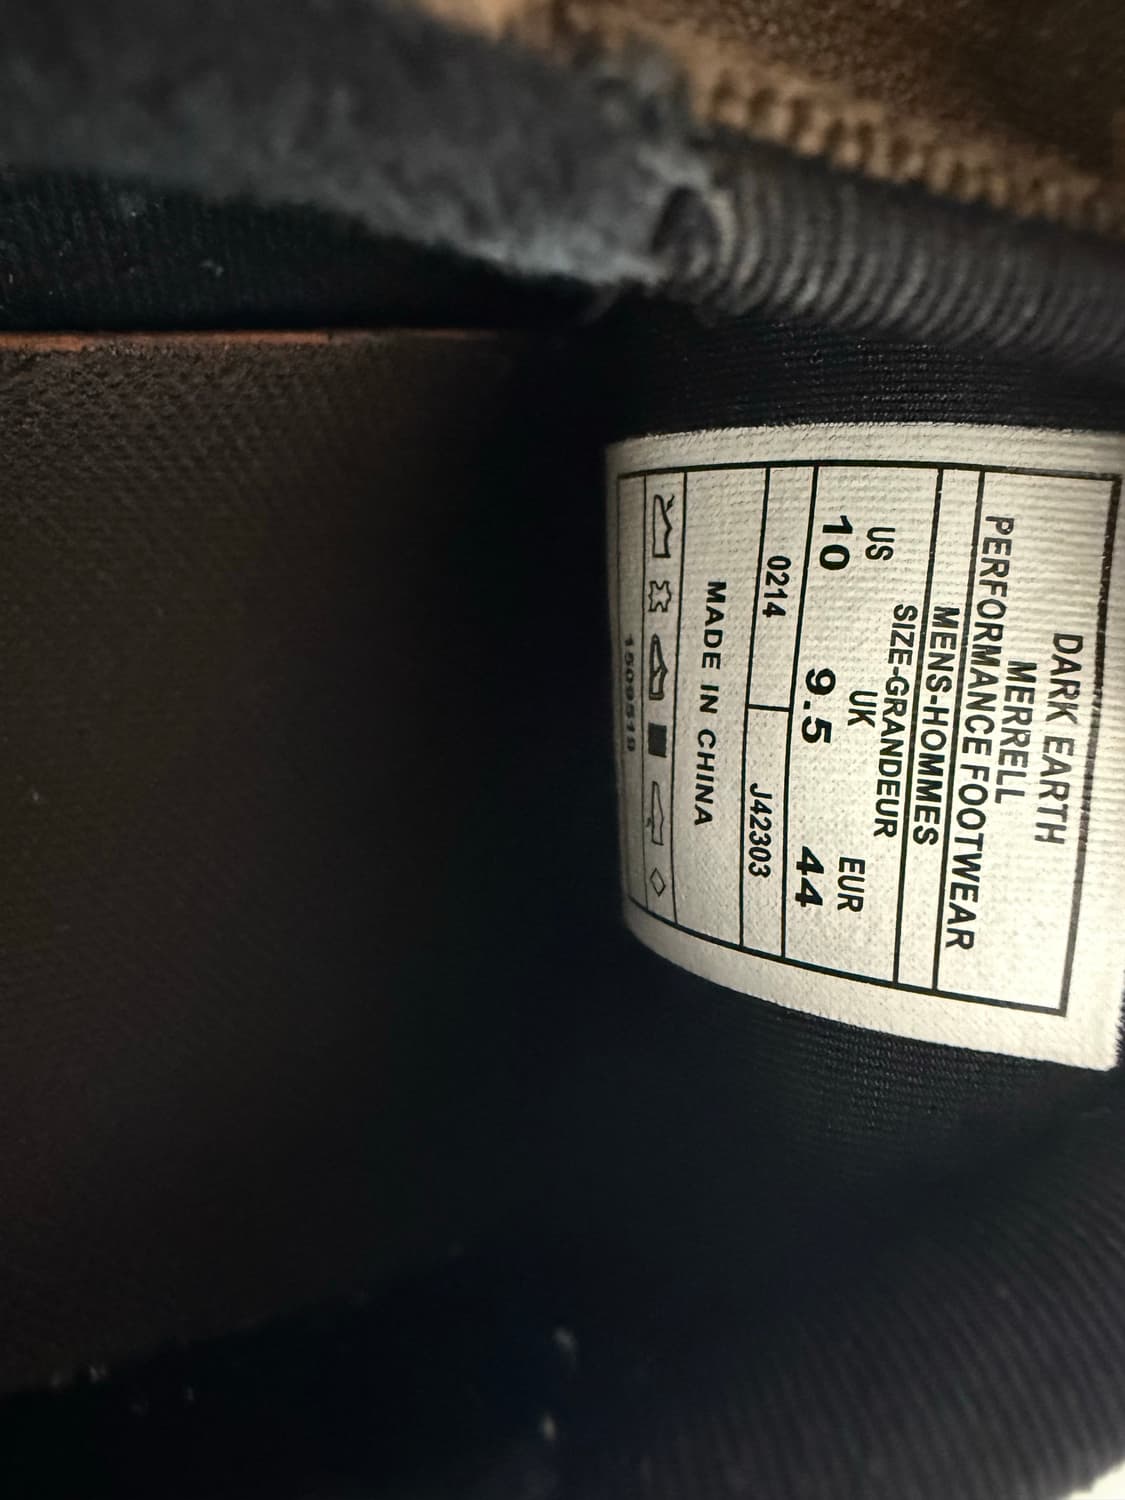 DARK EARTH
MERRELL
PERFORMANCE FOOTWEAR
MENS-HOMMES
SIZE-GRANDEUR
US UK EUR
10 9.5 44
0214 J42303
MADE IN CHINA
1509519